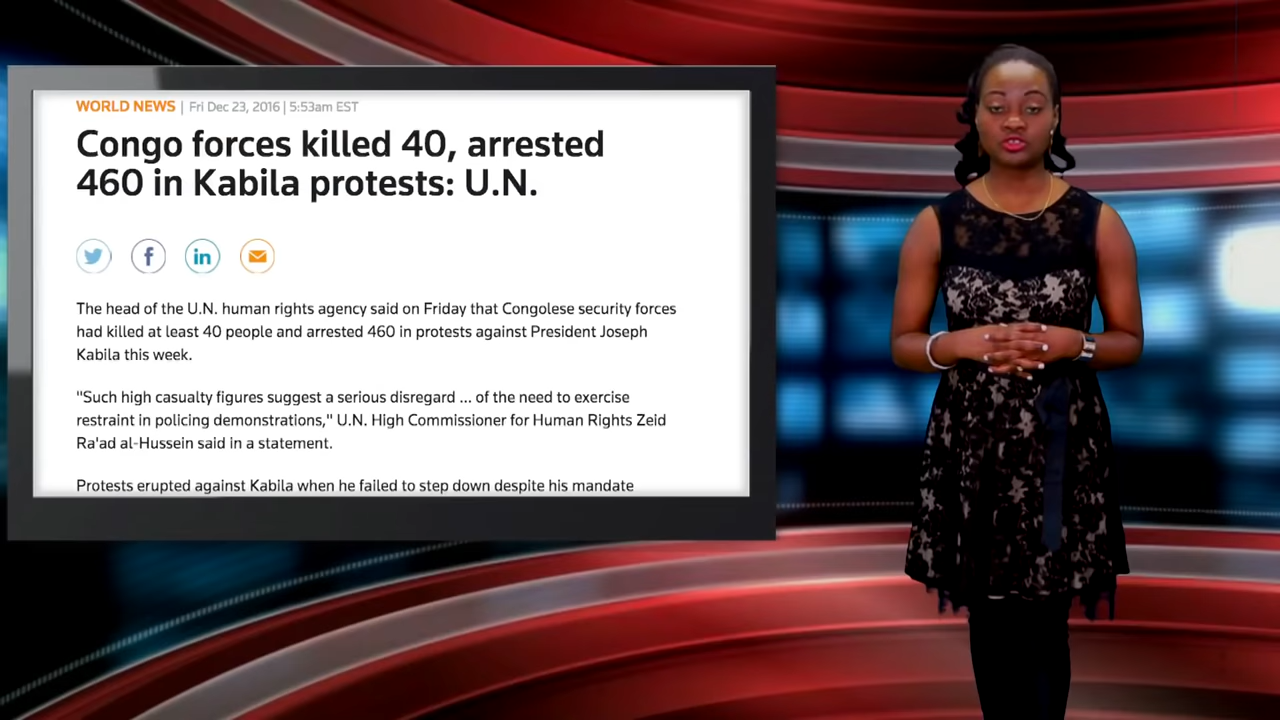 WORLD NEWS | Fri Dec 23, 2016 | 5:53am EST
Congo forces killed 40, arrested
460 in Kabila protests: U.N.
The head of the U.N. human rights agency said on Friday that Congolese security forces
had killed at least 40 people and arrested 460 in protests against President Joseph
Kabila this week.
"Such high casualty figures suggest a serious disregard ... of the need to exercise
restraint in policing demonstrations," U.N. High Commissioner for Human Rights Zeid
Ra'ad al-Hussein said in a statement.
Protests erupted against Kabila when he failed to step down despite his mandate